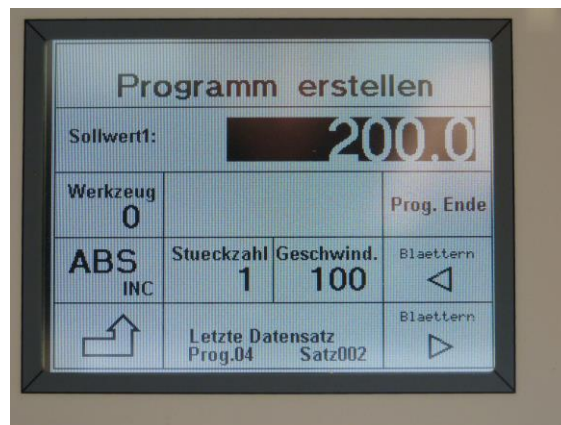 Programm erstellen
Sollwert1: 200.0
Werkzeug
0
Prog. Ende
ABS
INC
Stueckzahl
1
Geschwind.
100
Blaettern
Letzte Datensatz
Prog.04 Satz002
Blaettern